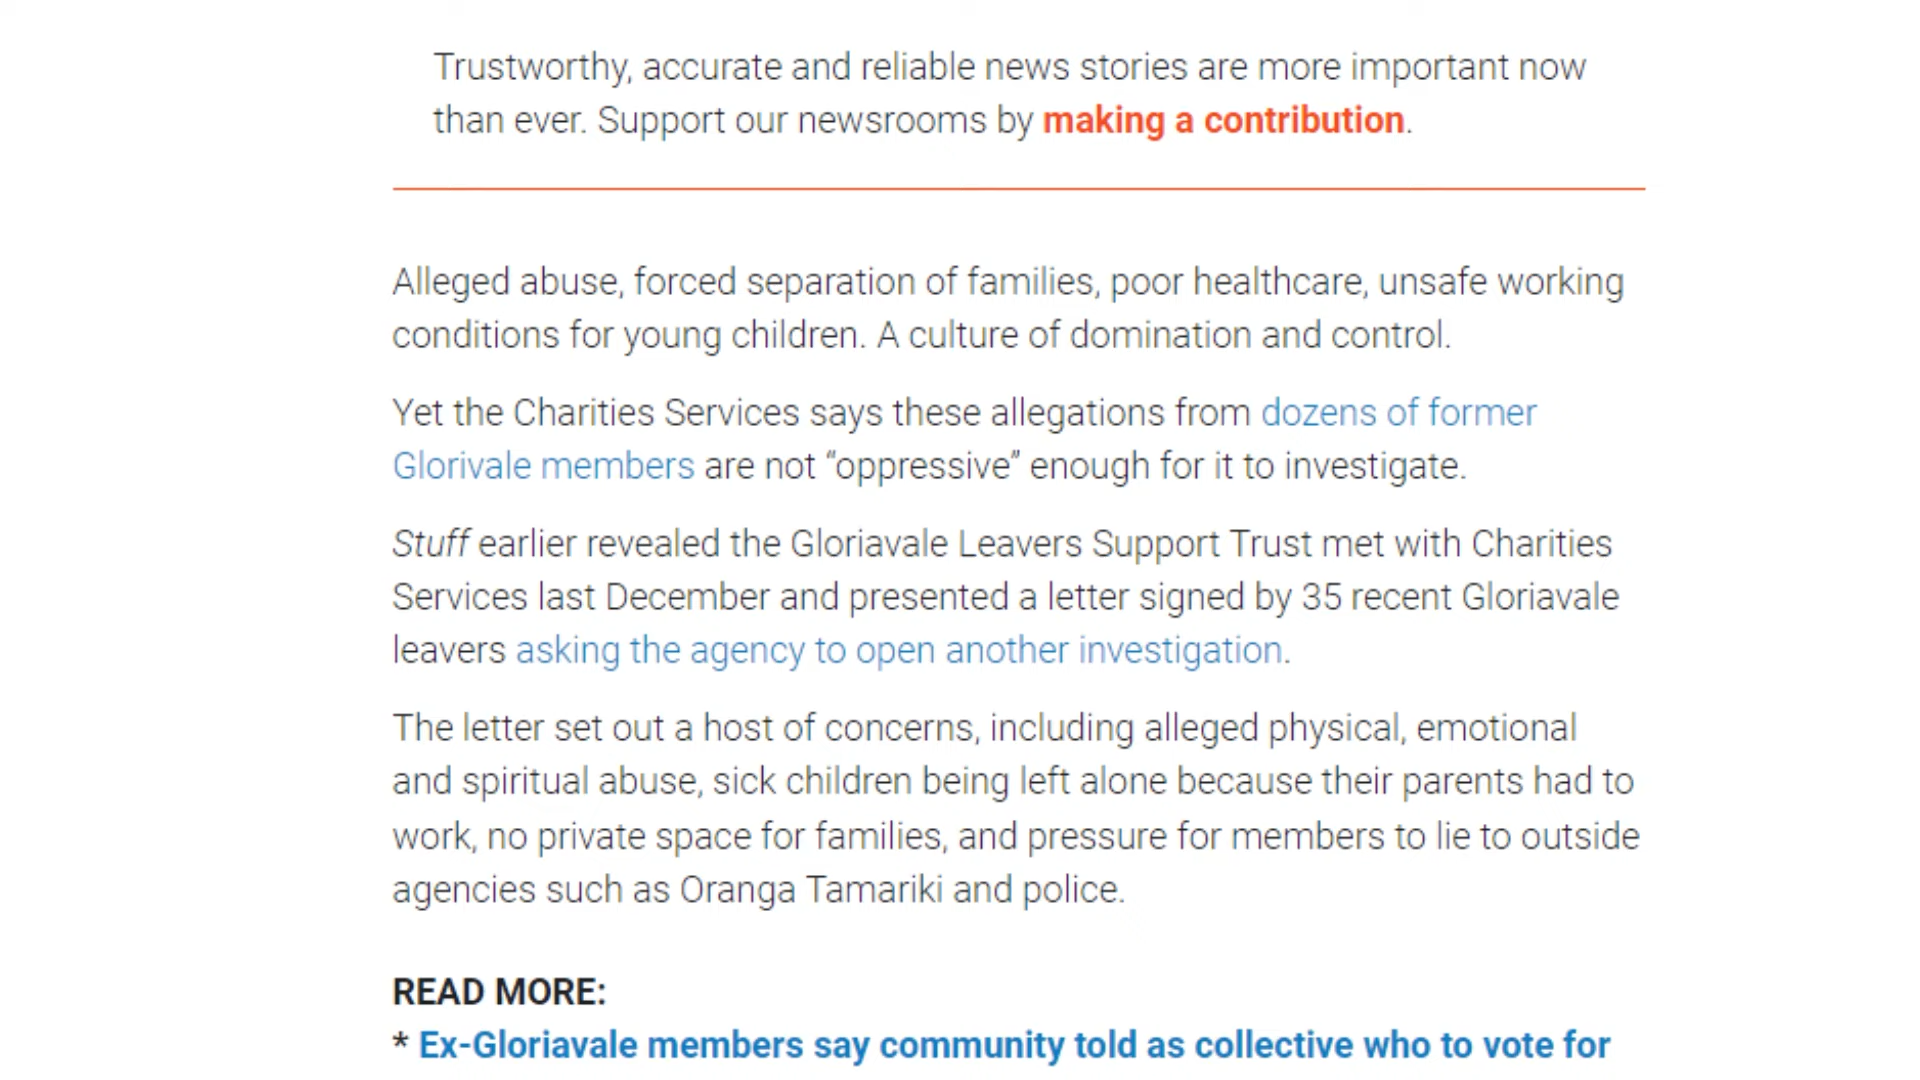 Trustworthy, accurate and reliable news stories are more important now
than ever. Support our newsrooms by making a contribution.
Alleged abuse, forced separation of families, poor healthcare, unsafe working
conditions for young children. A culture of domination and control.
Yet the Charities Services says these allegations from dozens of former
Glorivale members are not “oppressive” enough for it to investigate.
Stuff earlier revealed the Gloriavale Leavers Support Trust met with Charities
Services last December and presented a letter signed by 35 recent Gloriavale
leavers asking the agency to open another investigation.
The letter set out a host of concerns, including alleged physical, emotional
and spiritual abuse, sick children being left alone because their parents had to
work, no private space for families, and pressure for members to lie to outside
agencies such as Oranga Tamariki and police.
READ MORE:
* Ex-Gloriavale members say community told as collective who to vote for